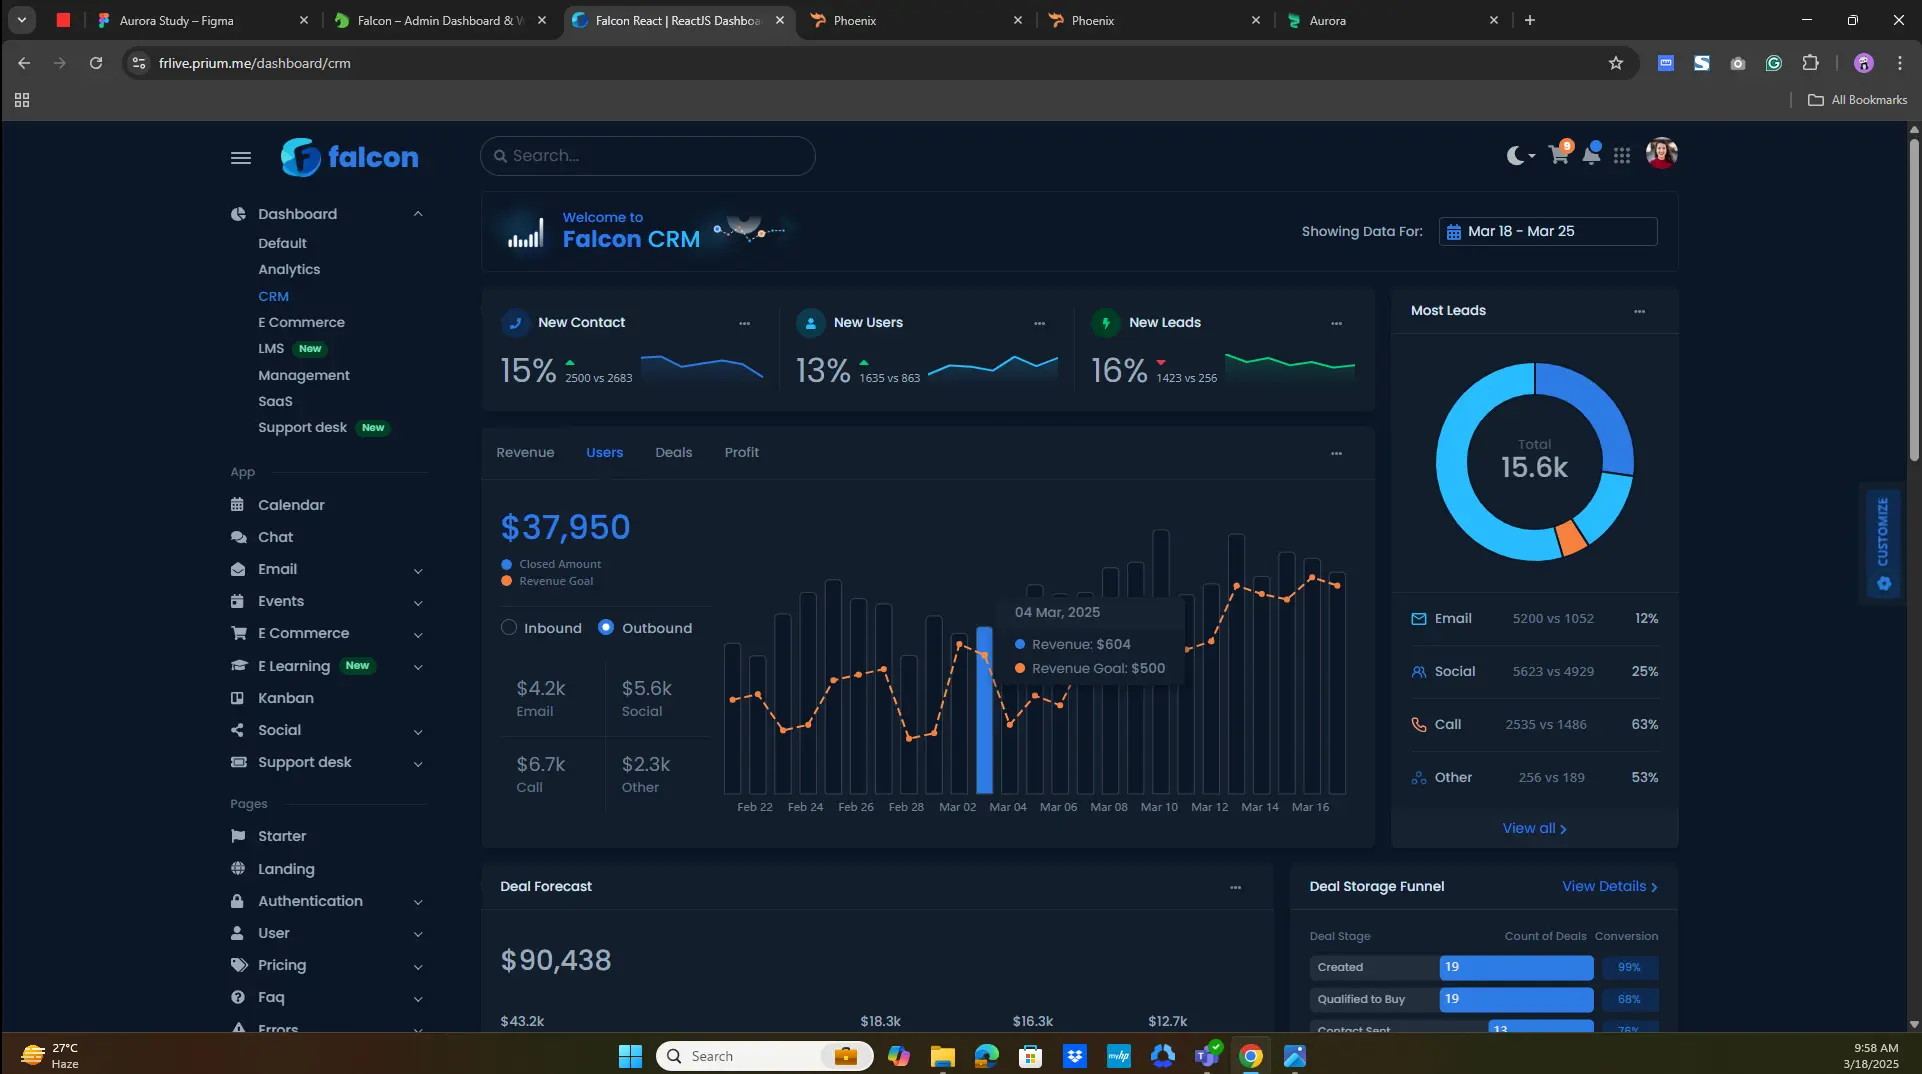 Aurora Study – Figma
Falcon – Admin Dashboard & W
Falcon React | ReactJS Dashboa
Phoenix
Phoenix
Aurora
frlive.prium.me/dashboard/crm
All Bookmarks
falcon
Search...
9
Dashboard
Default
Analytics
CRM
E Commerce
LMS New
Management
SaaS
Support desk New
App
Calendar
Chat
Email
Events
E Commerce
E Learning New
Kanban
Social
Support desk
Pages
Starter
Landing
Authentication
User
Pricing
Faq
Errors
Welcome to
Falcon CRM
Showing Data For:
Mar 18 - Mar 25
New Contact
15%
2500 vs 2683
New Users
13%
1635 vs 863
New Leads
16%
1423 vs 256
Revenue
Users
Deals
Profit
$37,950
Closed Amount
Revenue Goal
Inbound
Outbound
$4.2k
Email
$5.6k
Social
$6.7k
Call
$2.3k
Other
04 Mar, 2025
Revenue: $604
Revenue Goal: $500
Feb 22
Feb 24
Feb 26
Feb 28
Mar 02
Mar 04
Mar 06
Mar 08
Mar 10
Mar 12
Mar 14
Mar 16
Most Leads
Total
15.6k
Email 5200 vs 1052 12%
Social 5623 vs 4929 25%
Call 2535 vs 1486 63%
Other 256 vs 189 53%
View all
CUSTOMIZE
Deal Forecast
$90,438
$43.2k
$18.3k
$16.3k
$12.7k
Deal Storage Funnel
View Details
Deal Stage Count of Deals Conversion
Created 19 99%
Qualified to Buy 19 68%
Contact Sent 13 76%
27°C
Haze
Search
myhp
9:58 AM
3/18/2025